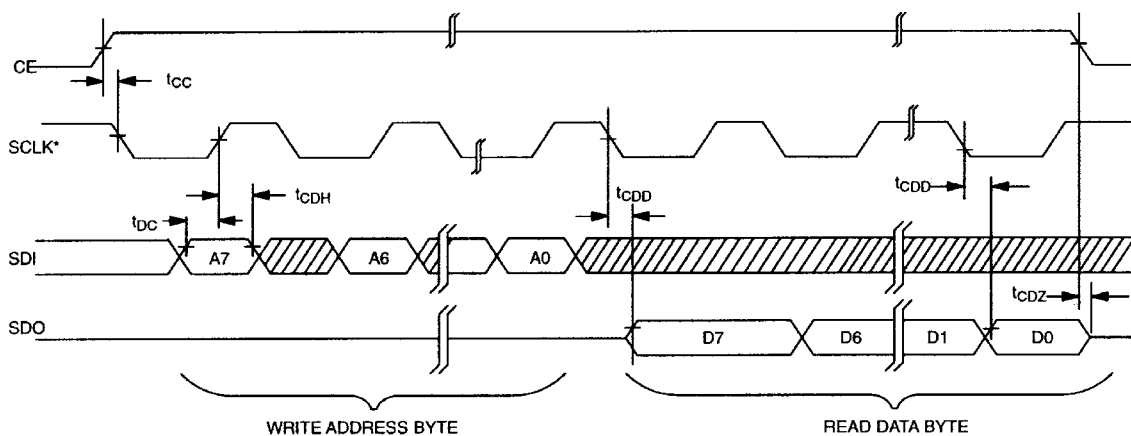 CE
tCC
SCLK*
tCDH
tCDD
tCDD
tDC
SDI
A7
A6
A0
tCDZ
SDO
D7
D6
D1
D0
WRITE ADDRESS BYTE
READ DATA BYTE